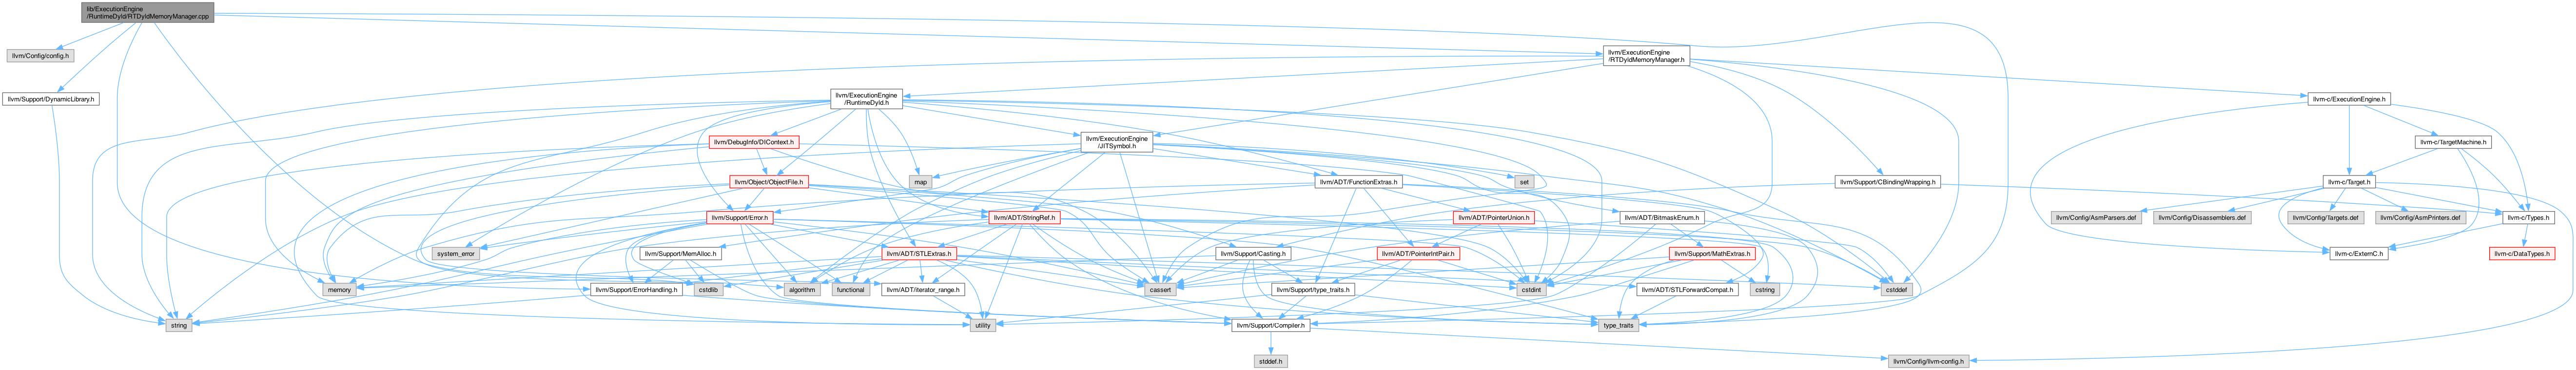 lib/ExecutionEngine
/RuntimeDyld/RTDyldMemoryManager.cpp
llvm/Config/config.h
llvm/ExecutionEngine
/RTDyldMemoryManager.h
llvm/Support/DynamicLibrary.h
llvm/ExecutionEngine
/RuntimeDyld.h
llvm-c/ExecutionEngine.h
llvm/DebugInfo/DIContext.h
llvm/ExecutionEngine
/JITSymbol.h
llvm-c/TargetMachine.h
llvm/Object/ObjectFile.h
map
set
llvm/ADT/FunctionExtras.h
llvm/Support/CBindingWrapping.h
llvm-c/Target.h
llvm/Support/Error.h
llvm/ADT/StringRef.h
llvm/ADT/PointerUnion.h
llvm/ADT/BitmaskEnum.h
llvm/Config/AsmParsers.def
llvm/Config/Disassemblers.def
llvm/Config/Targets.def
llvm/Config/AsmPrinters.def
llvm-c/Types.h
system_error
llvm/Support/MemAlloc.h
llvm/ADT/STLExtras.h
llvm/Support/Casting.h
llvm/ADT/PointerIntPair.h
llvm/Support/MathExtras.h
llvm-c/ExternC.h
llvm-c/DataTypes.h
memory
llvm/Support/ErrorHandling.h
cstdlib
algorithm
functional
llvm/ADT/iterator_range.h
cassert
llvm/Support/type_traits.h
cstdint
llvm/ADT/STLForwardCompat.h
cstring
cstddef
string
utility
llvm/Support/Compiler.h
type_traits
stddef.h
llvm/Config/llvm-config.h